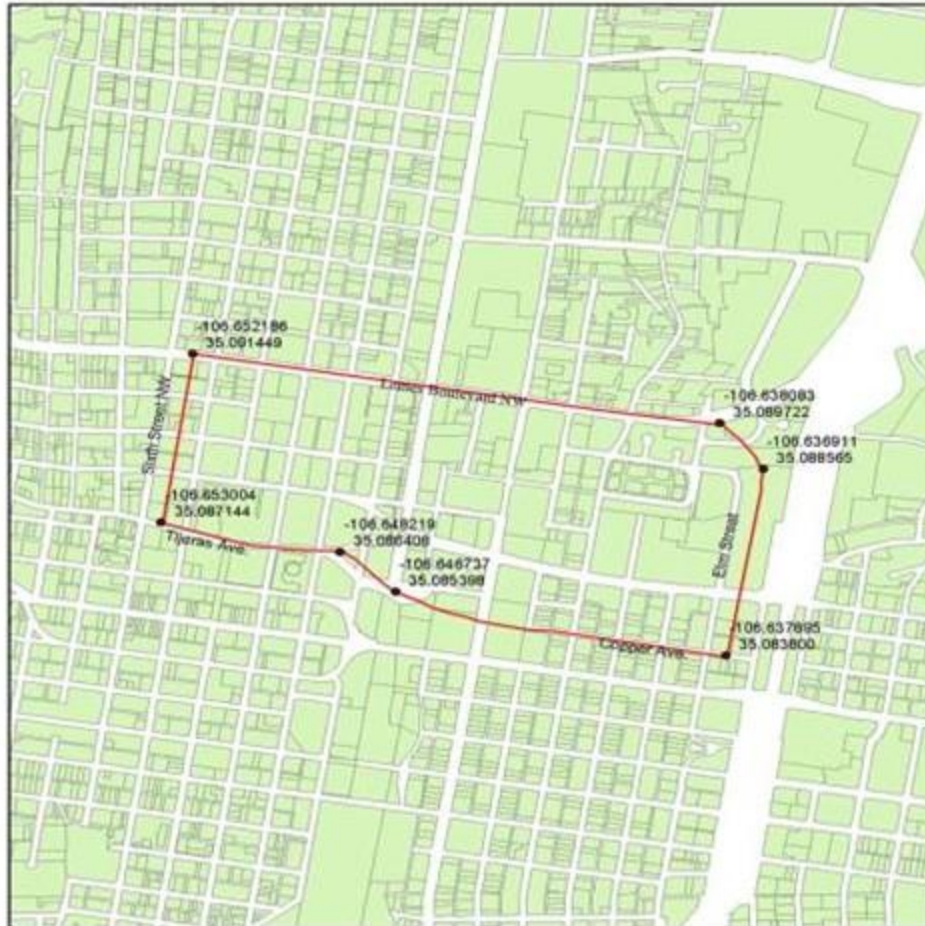 -106.652186
35.091449
Lomas Boulevard NW
-106.638083
35.089722
-106.636911
35.088565
Sixth Street NW
-106.653004
35.087144
Tijeras Ave.
-106.648219
35.086408
-106.646737
35.085398
Elm Street
Copper Ave.
-106.637695
35.083800